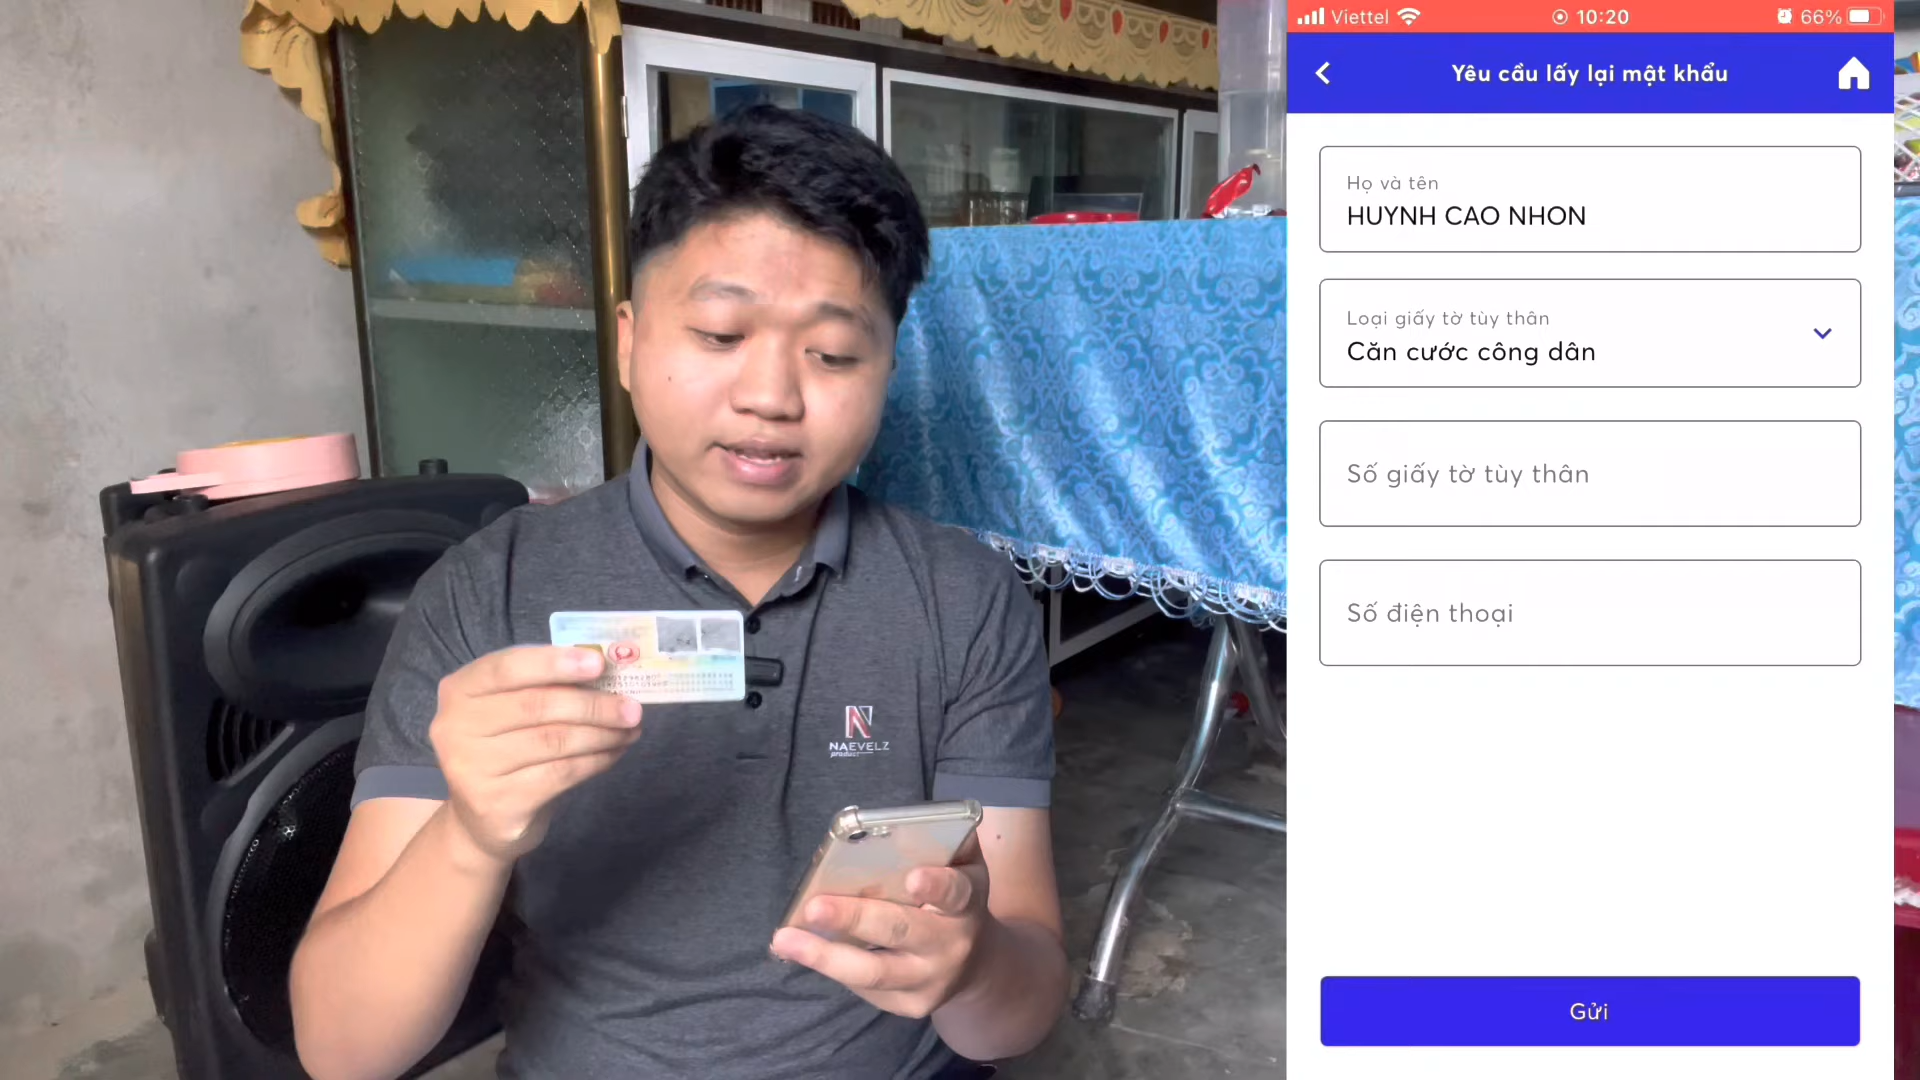 Viettel 10:20 66%
Yêu cầu lấy lại mật khẩu
Họ và tên
HUYNH CAO NHON
Loại giấy tờ tùy thân
Căn cước công dân
Số giấy tờ tùy thân
Số điện thoại
Gửi
N
NAEVELZ
product